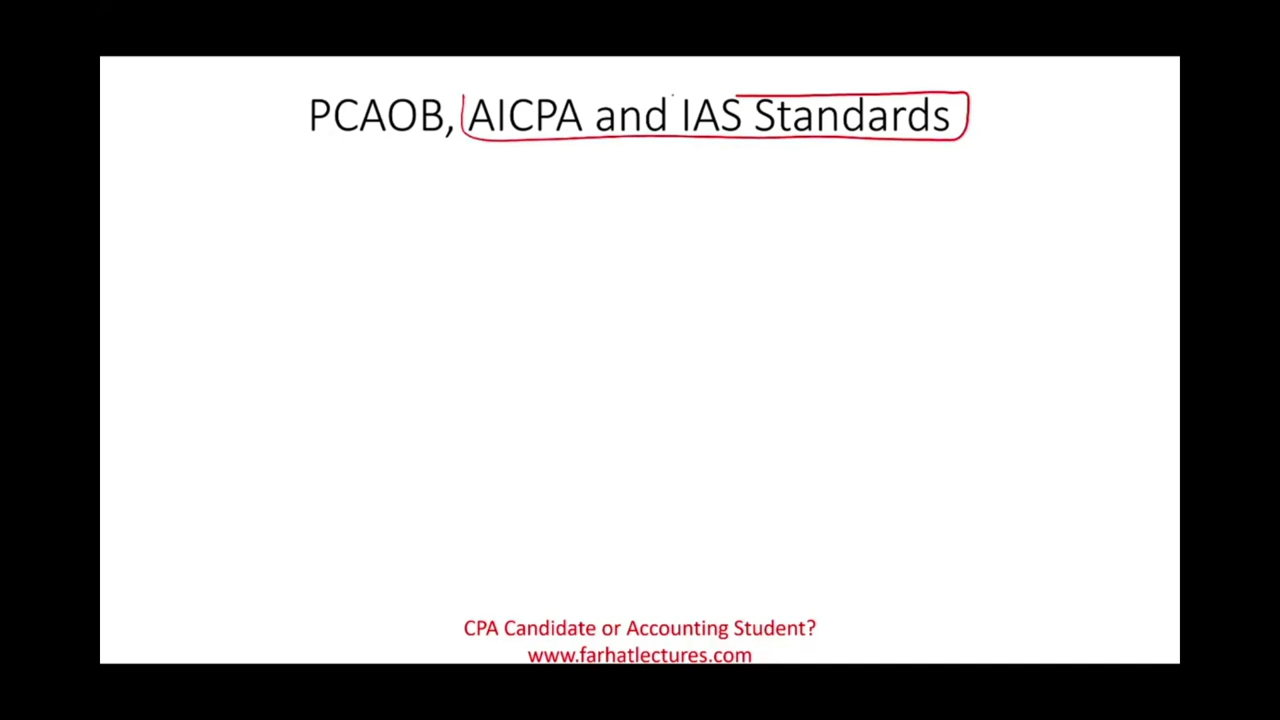 PCAOB, AICPA and IAS Standards
CPA Candidate or Accounting Student?
www.farhatlectures.com